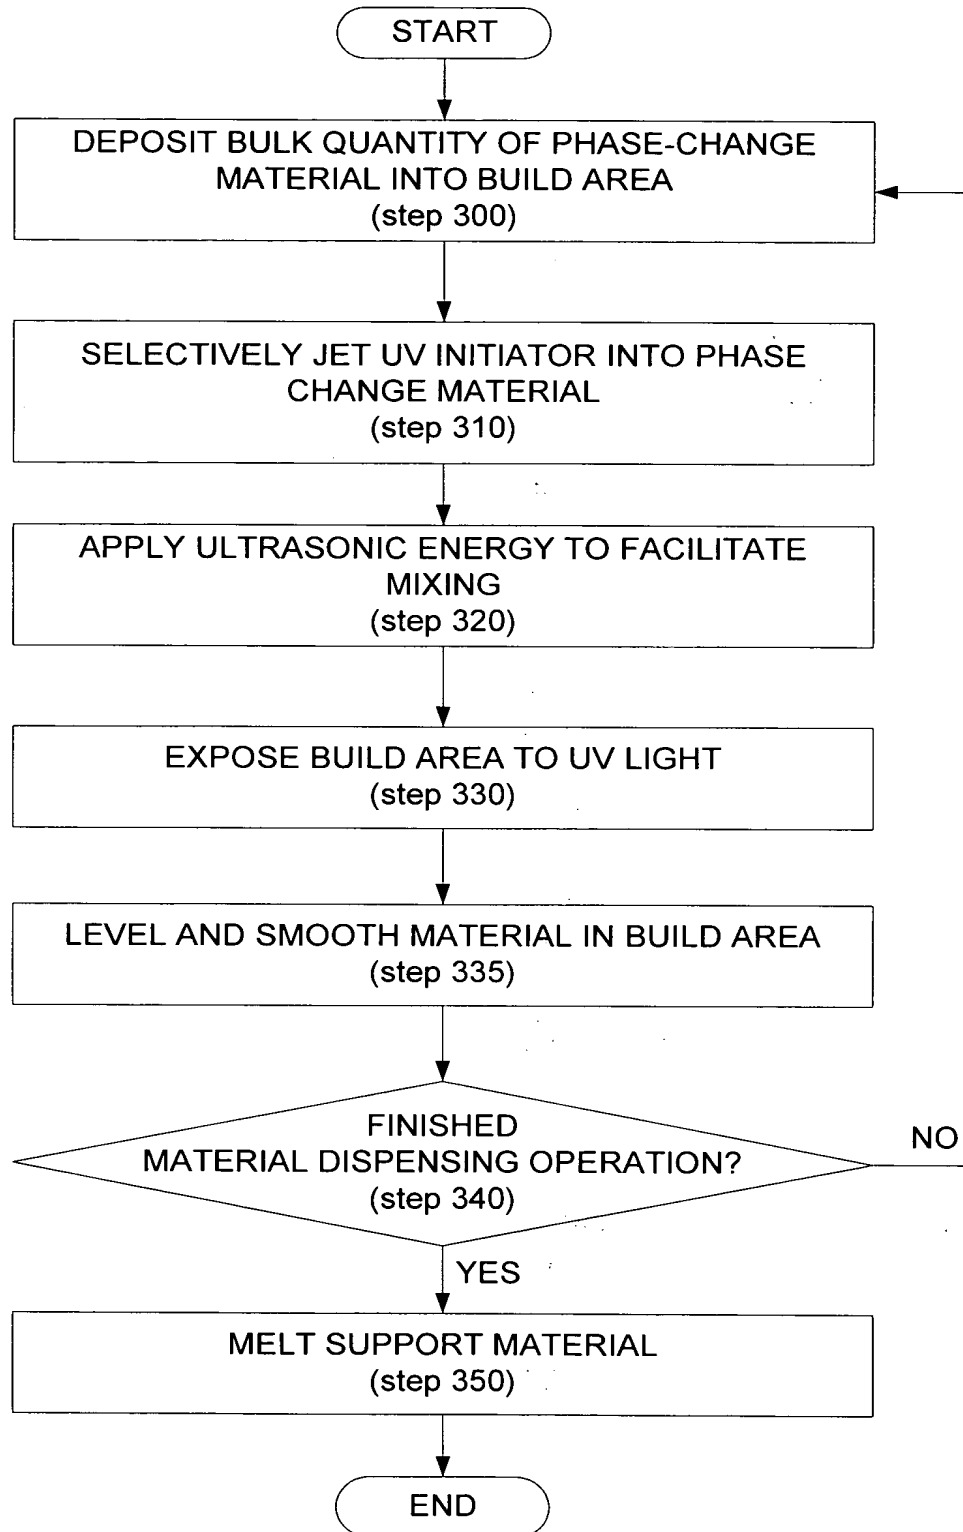 START
DEPOSIT BULK QUANTITY OF PHASE-CHANGE
MATERIAL INTO BUILD AREA
(step 300)
SELECTIVELY JET UV INITIATOR INTO PHASE
CHANGE MATERIAL
(step 310)
APPLY ULTRASONIC ENERGY TO FACILITATE
MIXING
(step 320)
EXPOSE BUILD AREA TO UV LIGHT
(step 330)
LEVEL AND SMOOTH MATERIAL IN BUILD AREA
(step 335)
FINISHED
MATERIAL DISPENSING OPERATION?
(step 340)
NO
YES
MELT SUPPORT MATERIAL
(step 350)
END